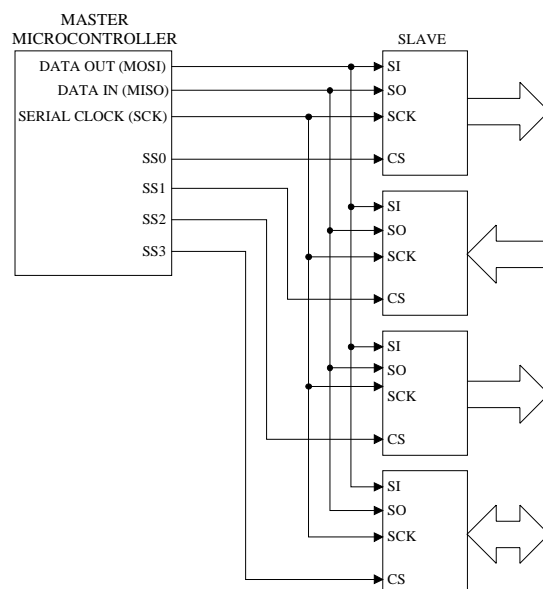 MASTER
MICROCONTROLLER
DATA OUT (MOSI)
DATA IN (MISO)
SERIAL CLOCK (SCK)
SS0
SS1
SS2
SS3
SLAVE
SI
SO
SCK
CS
SI
SO
SCK
CS
SI
SO
SCK
CS
SI
SO
SCK
CS